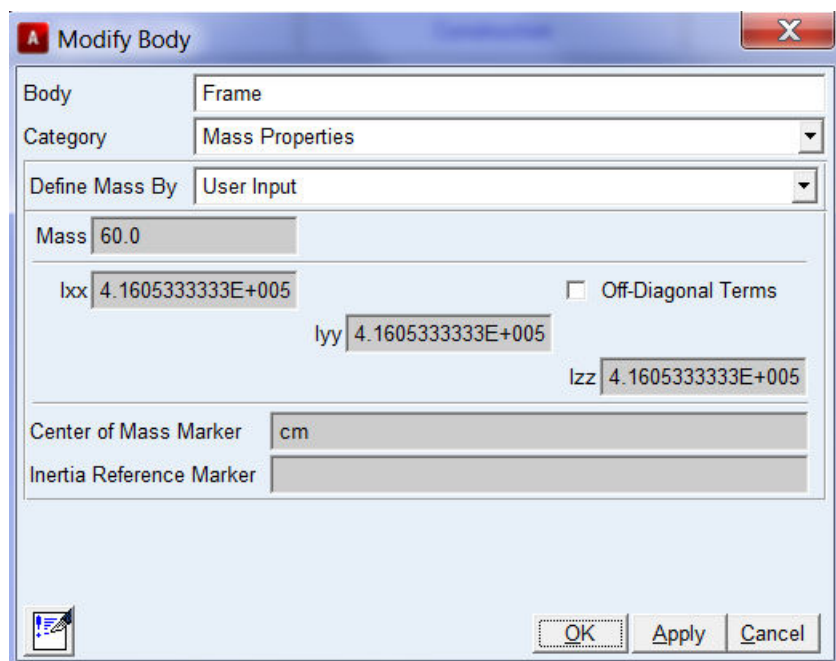 A Modify Body X
Body Frame
Category Mass Properties
Define Mass By User Input
Mass 60.0
Ixx 4.1605333333E+005 Off-Diagonal Terms
Iyy 4.1605333333E+005
Izz 4.1605333333E+005
Center of Mass Marker cm
Inertia Reference Marker
OK Apply Cancel